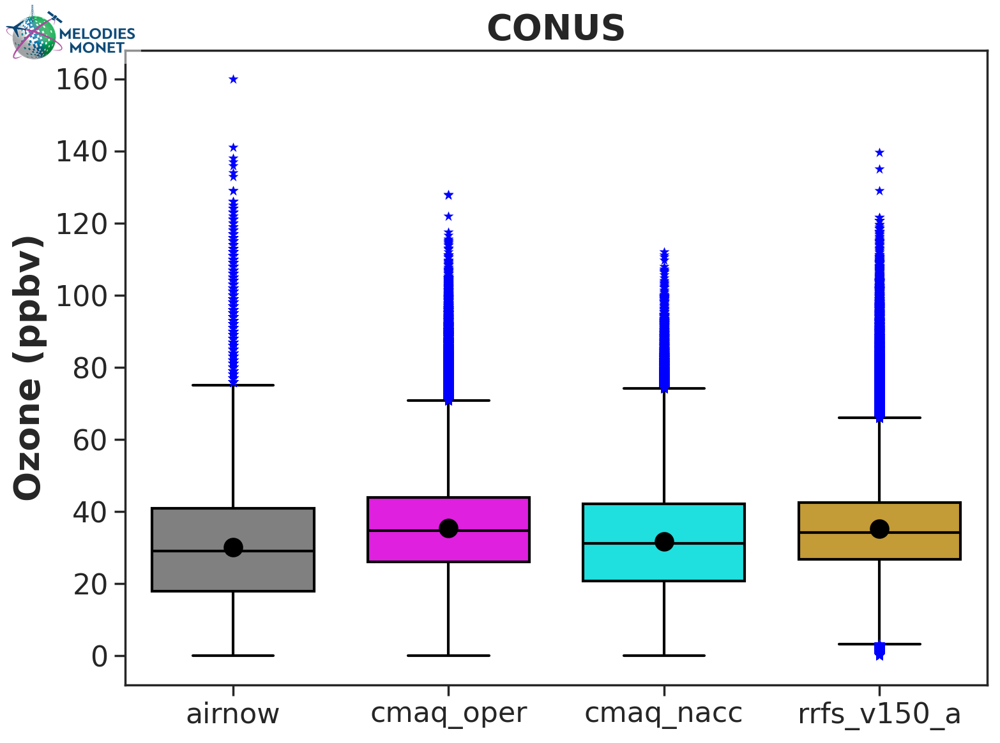 MELODIES
MONET
CONUS
Ozone (ppbv)
160
140
120
100
80
60
40
20
0
airnow
cmaq_oper
cmaq_nacc
rrfs_v150_a